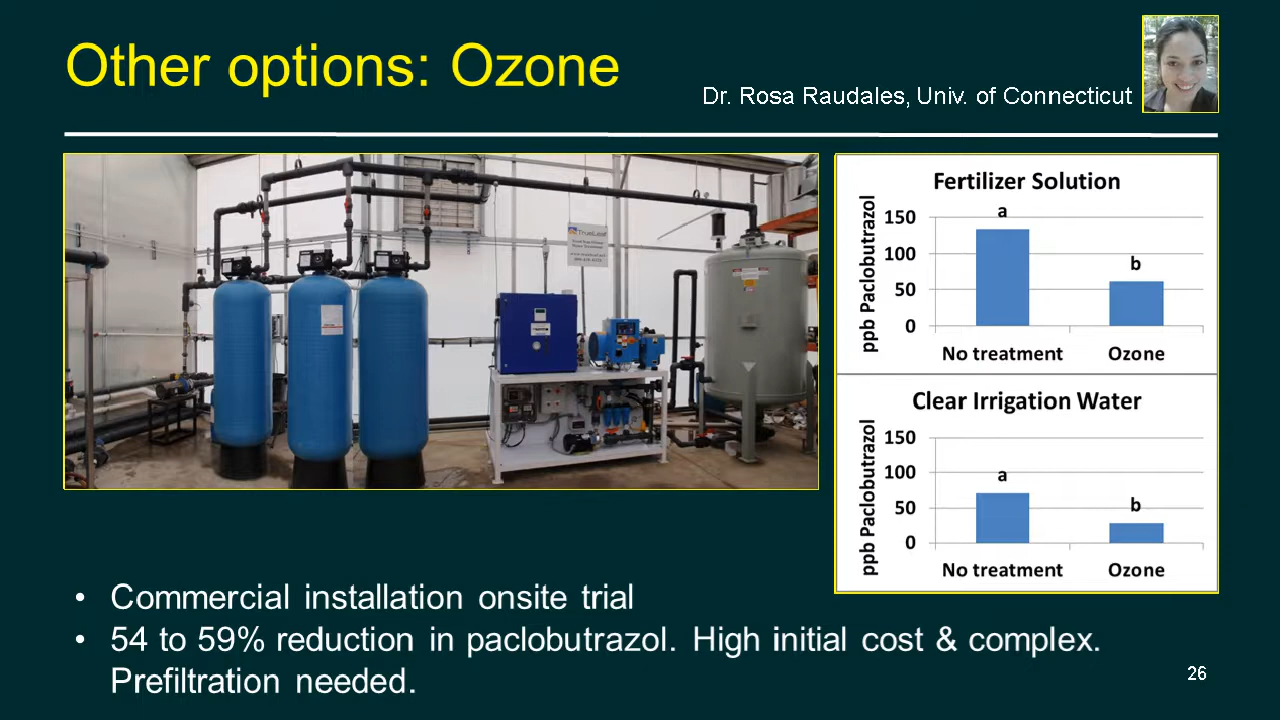 Other options: Ozone
Dr. Rosa Raudales, Univ. of Connecticut
TrueLeaf
Fertilizer Solution
ppb Paclobutrazol
150
100
50
0
a
b
No treatment Ozone
Clear Irrigation Water
ppb Paclobutrazol
150
100
50
0
a
b
No treatment Ozone
• Commercial installation onsite trial
• 54 to 59% reduction in paclobutrazol. High initial cost & complex.
Prefiltration needed.
26